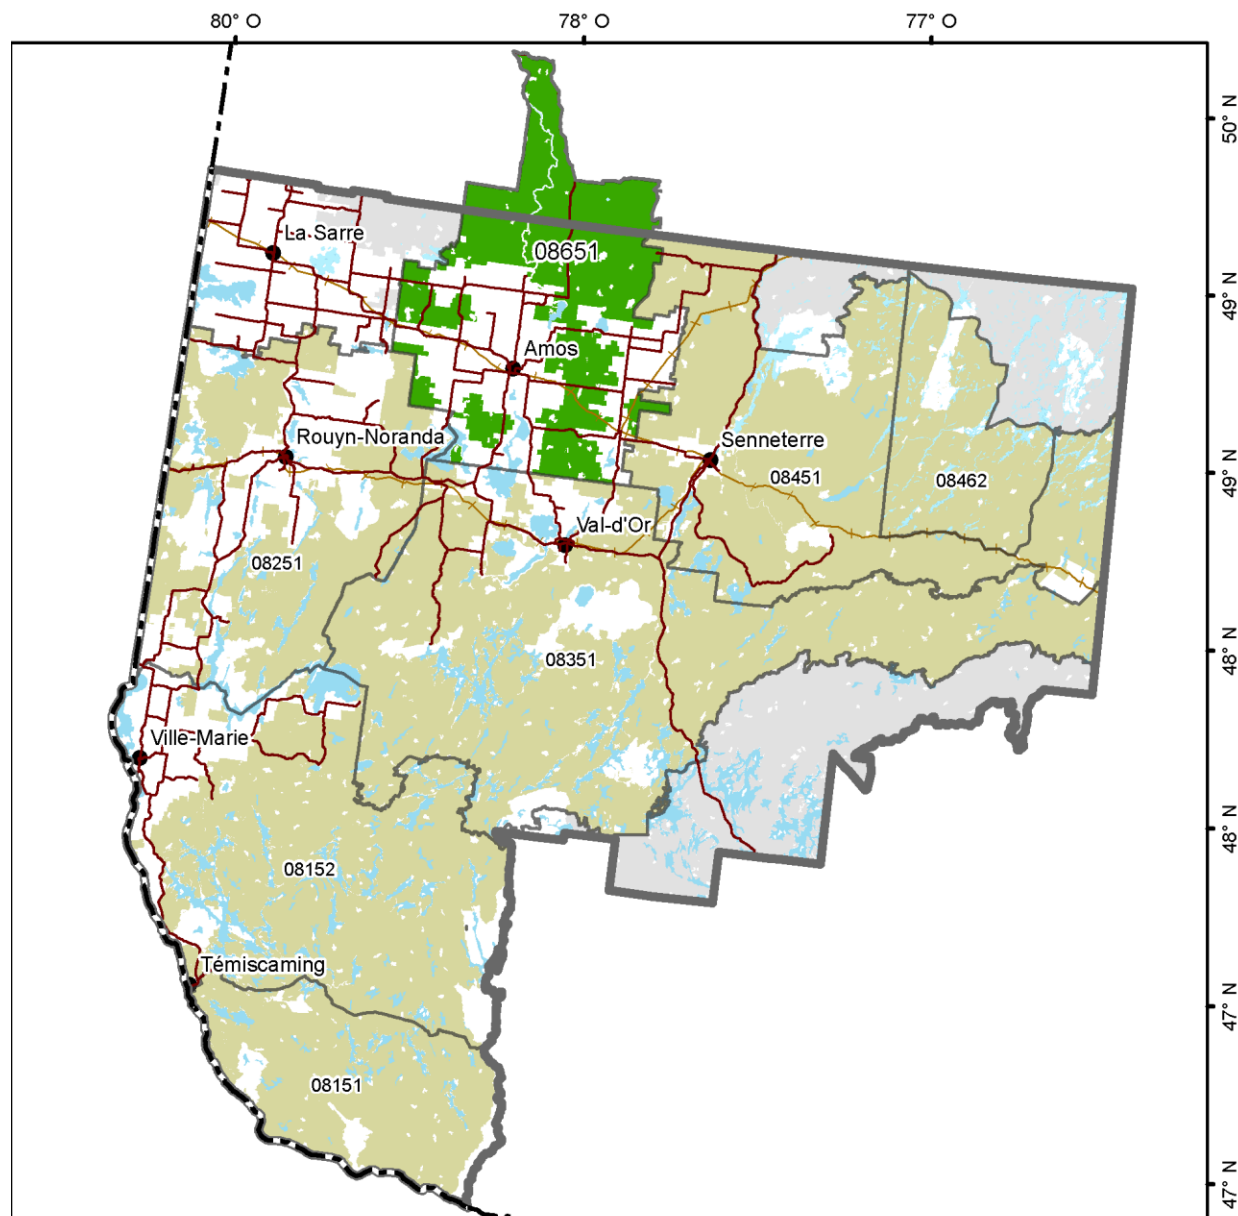 80° O
78° O
77° O
50° N
La Sarre
08651
49° N
Amos
Rouyn-Noranda
Senneterre
08451
08462
49° N
Val-d'Or
08251
08351
48° N
Ville-Marie
48° N
08152
Témiscaming
47° N
08151
47° N